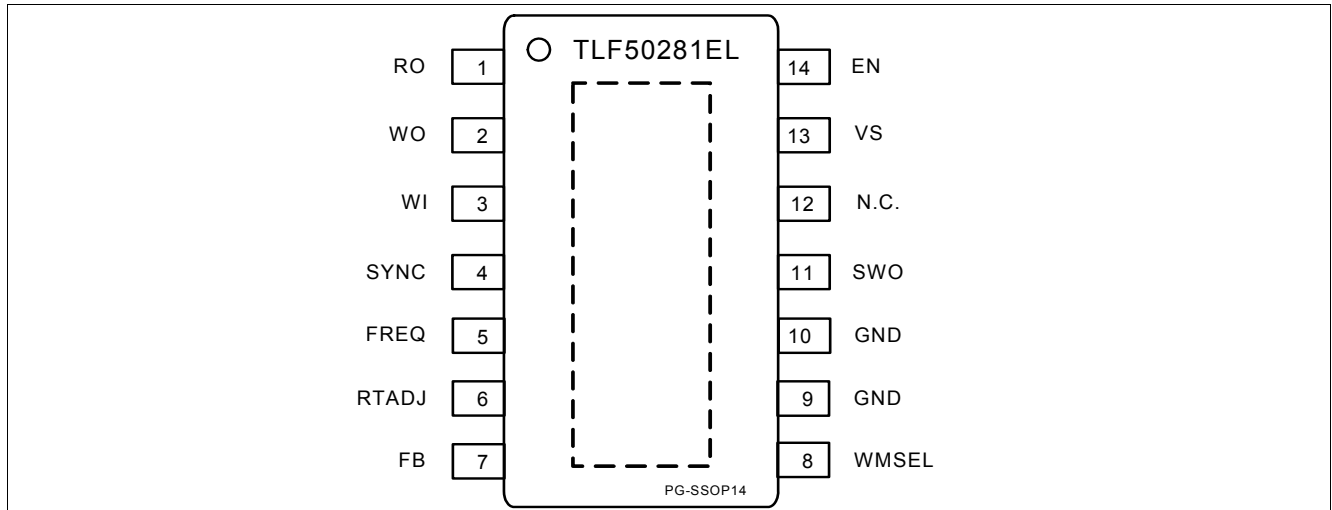 TLF50281EL
RO 1 14 EN
WO 2 13 VS
WI 3 12 N.C.
SYNC 4 11 SWO
FREQ 5 10 GND
RTADJ 6 9 GND
FB 7 8 WMSEL
PG-SSOP14